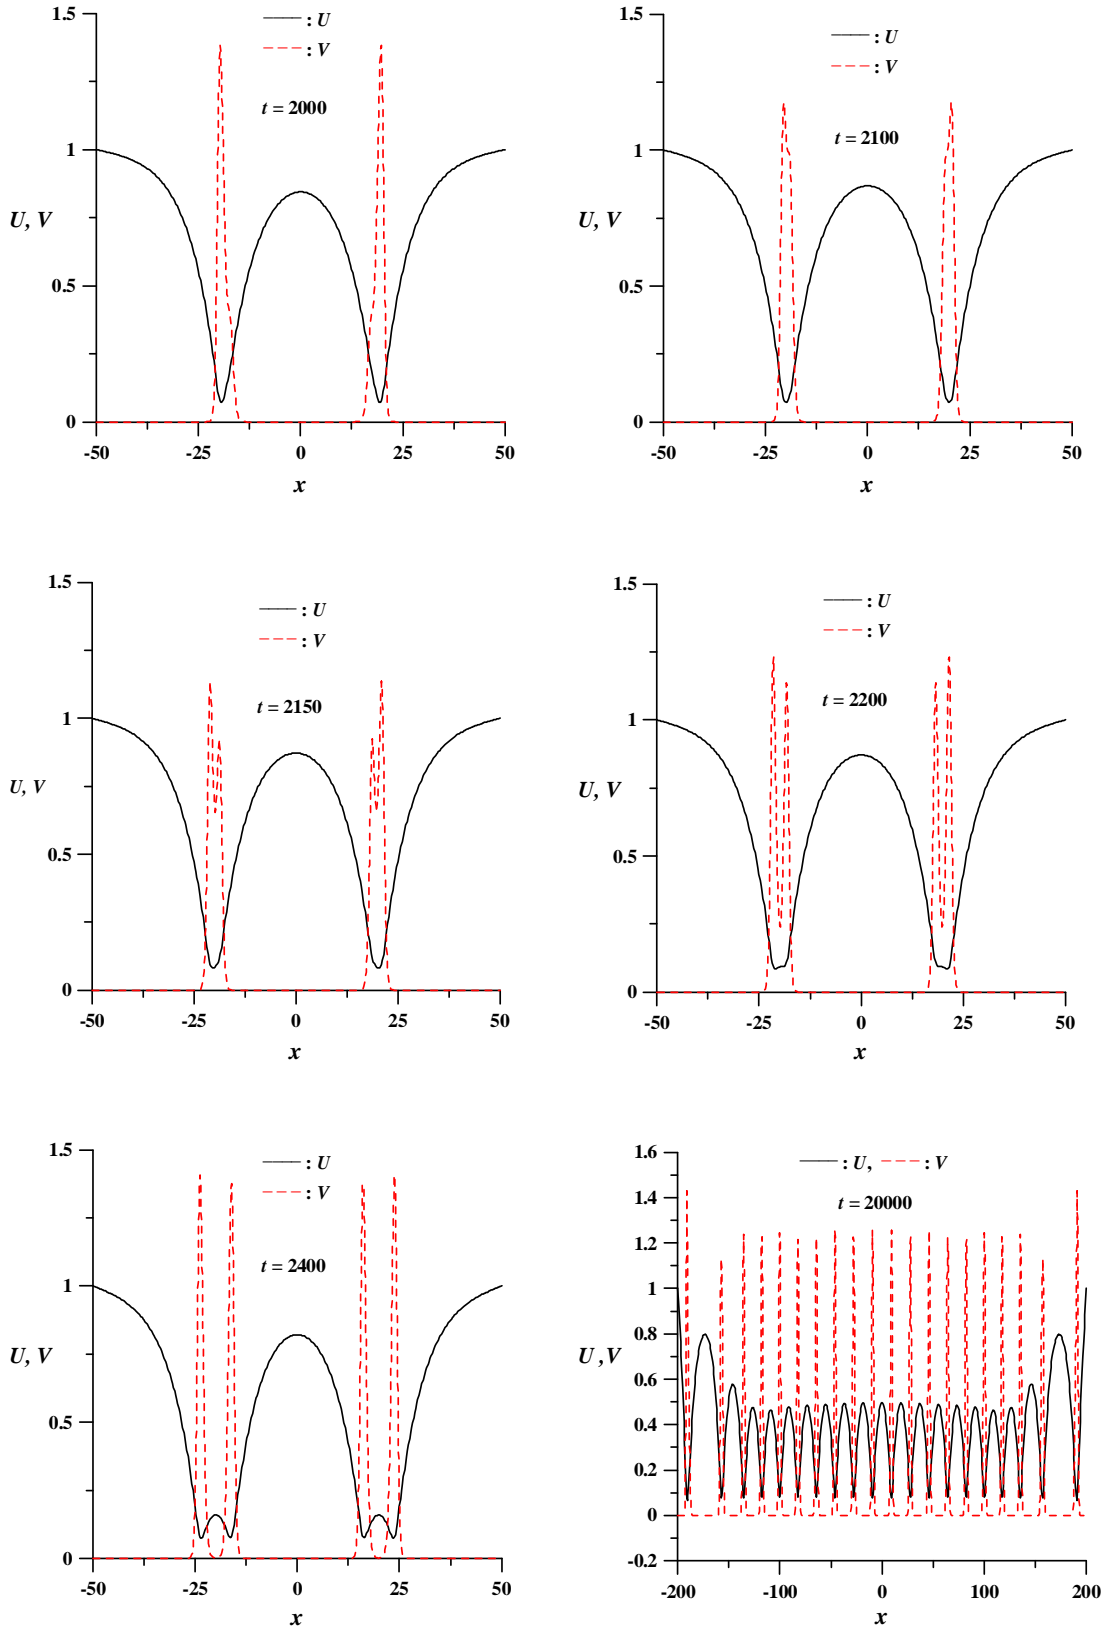 1.5
: U
: V
t = 2000
1
U, V
0.5
0
-50
-25
0
25
50
x
: U
1.5
: V
t = 2100
1
U, V
0.5
0
-50
-25
0
25
50
x
1.5
: U
: V
t = 2150
1
U, V
0.5
0
-50
-25
0
25
50
x
1.5
: U
: V
t = 2200
1
U, V
0.5
0
-50
-25
0
25
50
x
1.5
: U
: V
t = 2400
1
U, V
0.5
0
-50
-25
0
25
50
x
1.6
: U, : V
1.4
t = 20000
1.2
1
0.8
U ,V
0.6
0.4
0.2
0
-0.2
-200
-100
0
100
200
x